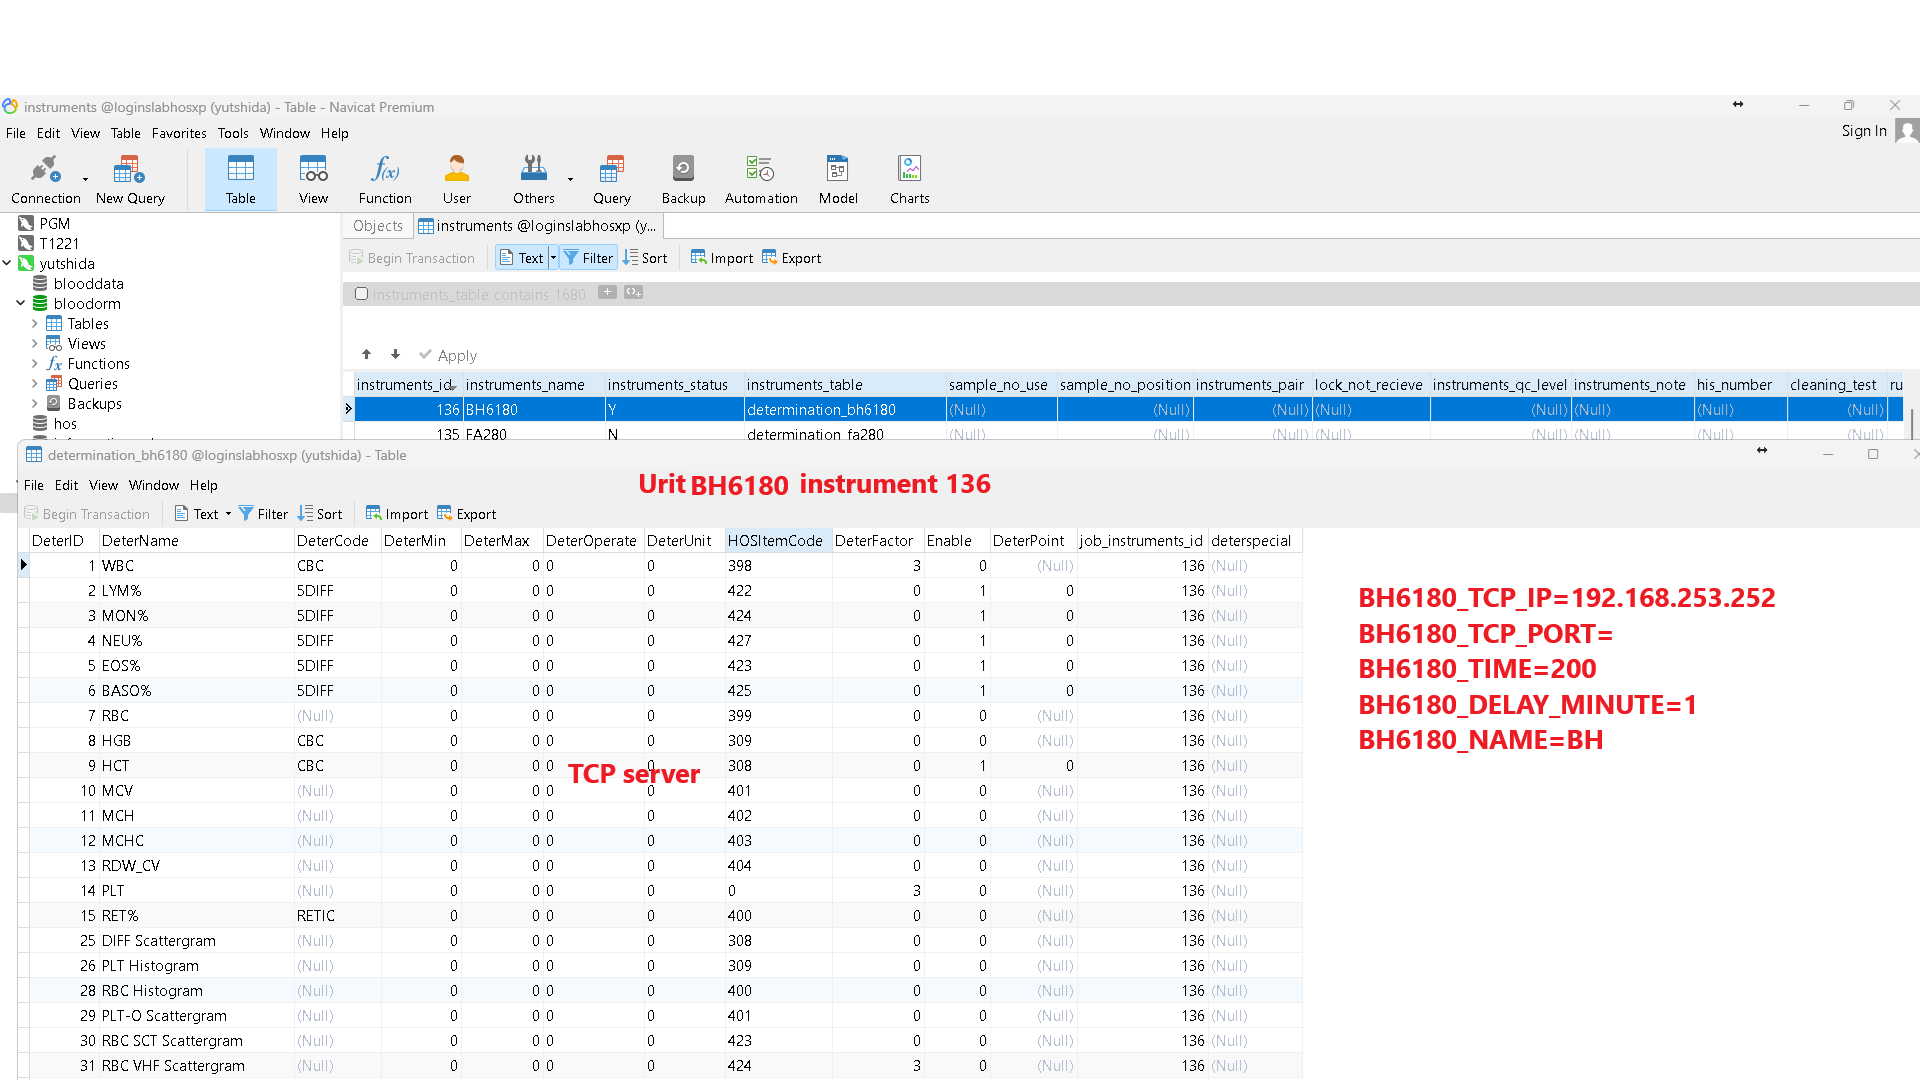 instruments @loginslabhosxp (yutshida) - Table - Navicat Premium
File Edit View Table Favorites Tools Window Help
Sign In
Connection New Query Table View Function User Others Query Backup Automation Model Charts
PGM
T1221
yutshida
blooddata
bloodorm
Tables
Views
Functions
Queries
Backups
hos
Objects instruments @loginslabhosxp (y...
Begin Transaction Text Filter Sort Import Export
instruments_table contains 1680
Apply
instruments_id instruments_name instruments_status instruments_table sample_no_use sample_no_position instruments_pair lock_not_recieve instruments_qc_level instruments_note his_number cleaning_test ru
136 BH6180 Y determination_bh6180 (Null) (Null) (Null) (Null) (Null) (Null) (Null) (Null)
135 FA280 N determination_fa280 (Null) (Null) (Null) (Null) (Null) (Null) (Null) (Null)
determination_bh6180 @loginslabhosxp (yutshida) - Table
File Edit View Window Help
Urit BH6180 instrument 136
Begin Transaction Text Filter Sort Import Export
DeterID DeterName DeterCode DeterMin DeterMax DeterOperate DeterUnit HOSItemCode DeterFactor Enable DeterPoint job_instruments_id deterspecial
1 WBC CBC 0 0 0 0 398 3 0 (Null) 136 (Null)
2 LYM% 5DIFF 0 0 0 0 422 0 1 0 136 (Null)
3 MON% 5DIFF 0 0 0 0 424 0 1 0 136 (Null)
4 NEU% 5DIFF 0 0 0 0 427 0 1 0 136 (Null)
5 EOS% 5DIFF 0 0 0 0 423 0 1 0 136 (Null)
6 BASO% 5DIFF 0 0 0 0 425 0 1 0 136 (Null)
7 RBC (Null) 0 0 0 0 399 0 0 (Null) 136 (Null)
8 HGB CBC 0 0 0 0 309 0 0 (Null) 136 (Null)
9 HCT CBC 0 0 0 0 308 0 1 0 136 (Null)
TCP server
10 MCV (Null) 0 0 0 0 401 0 0 (Null) 136 (Null)
11 MCH (Null) 0 0 0 0 402 0 0 (Null) 136 (Null)
12 MCHC (Null) 0 0 0 0 403 0 0 (Null) 136 (Null)
13 RDW_CV (Null) 0 0 0 0 404 0 0 (Null) 136 (Null)
14 PLT (Null) 0 0 0 0 0 3 0 (Null) 136 (Null)
15 RET% RETIC 0 0 0 0 400 0 0 (Null) 136 (Null)
25 DIFF Scattergram (Null) 0 0 0 0 308 0 0 (Null) 136 (Null)
26 PLT Histogram (Null) 0 0 0 0 309 0 0 (Null) 136 (Null)
28 RBC Histogram (Null) 0 0 0 0 400 0 0 (Null) 136 (Null)
29 PLT-O Scattergram (Null) 0 0 0 0 401 0 0 (Null) 136 (Null)
30 RBC SCT Scattergram (Null) 0 0 0 0 423 0 0 (Null) 136 (Null)
31 RBC VHF Scattergram (Null) 0 0 0 0 424 3 0 (Null) 136 (Null)
BH6180_TCP_IP=192.168.253.252
BH6180_TCP_PORT=
BH6180_TIME=200
BH6180_DELAY_MINUTE=1
BH6180_NAME=BH